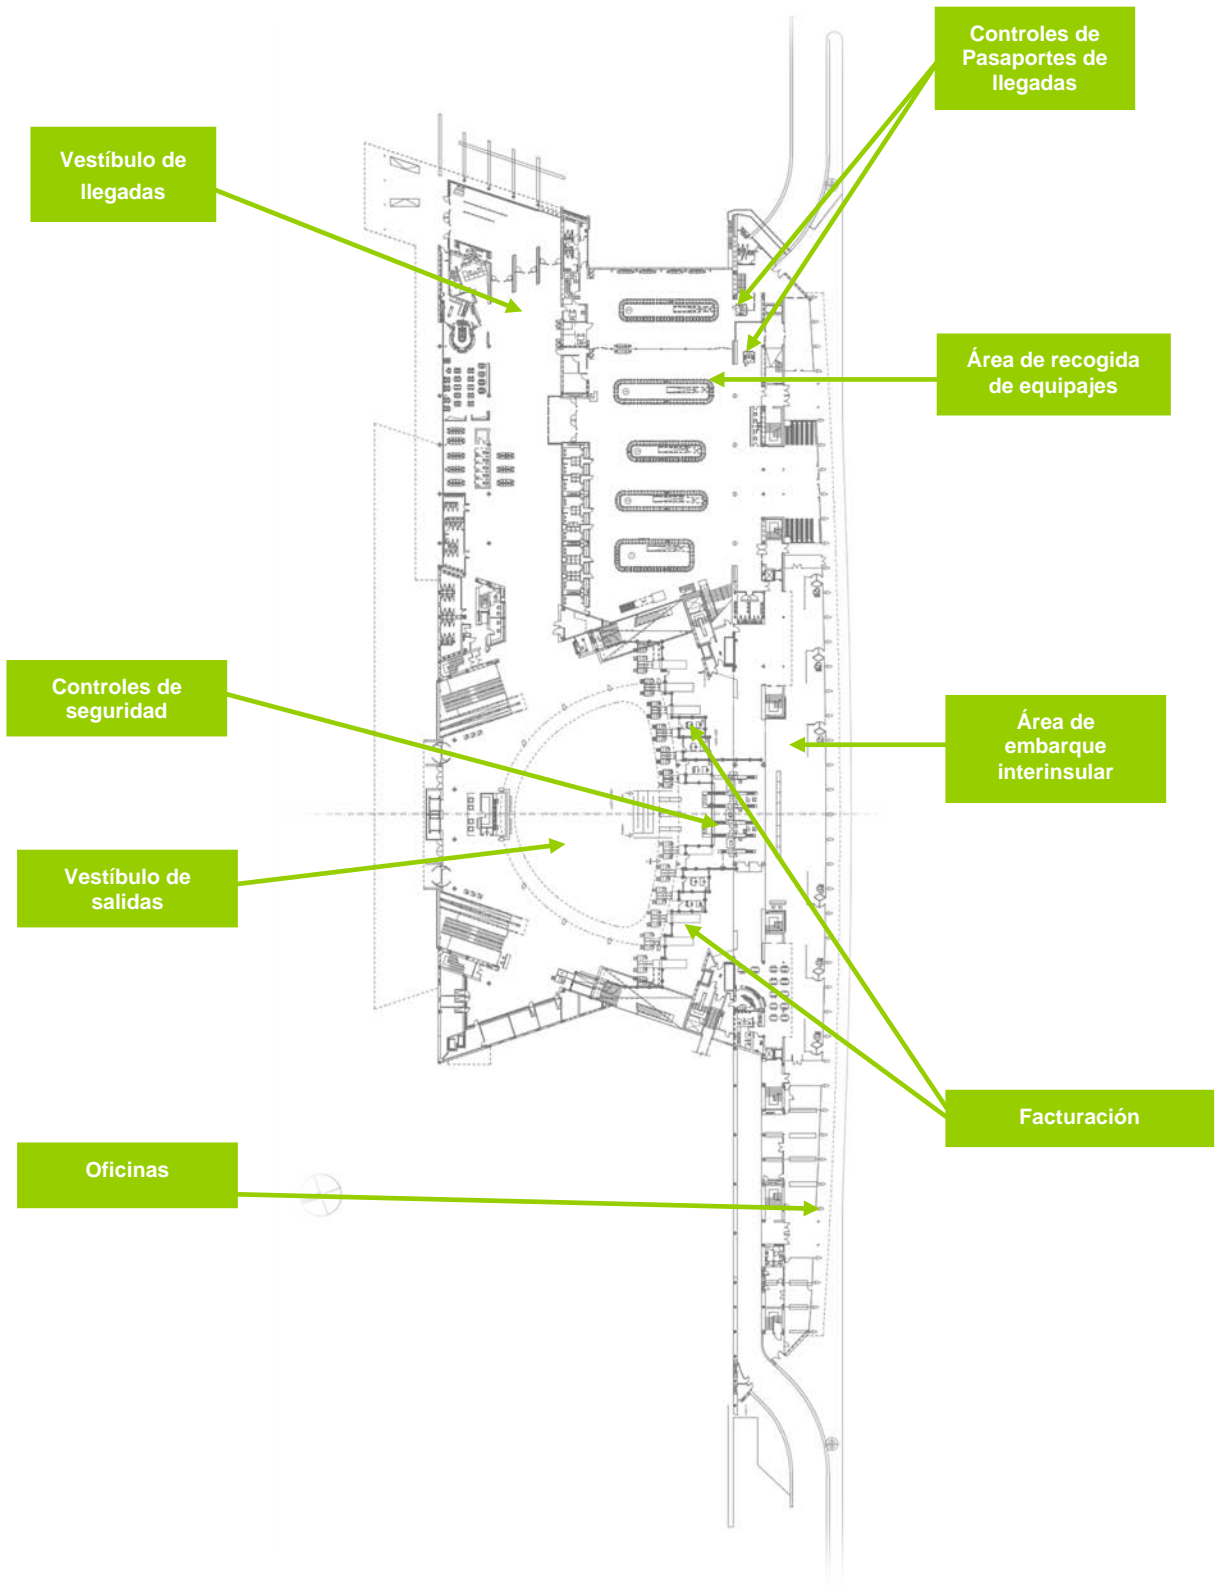 Controles de
Pasaportes de
llegadas
Vestíbulo de
llegadas
Área de recogida
de equipajes
Controles de
seguridad
Área de
embarque
interinsular
Vestíbulo de
salidas
Facturación
Oficinas